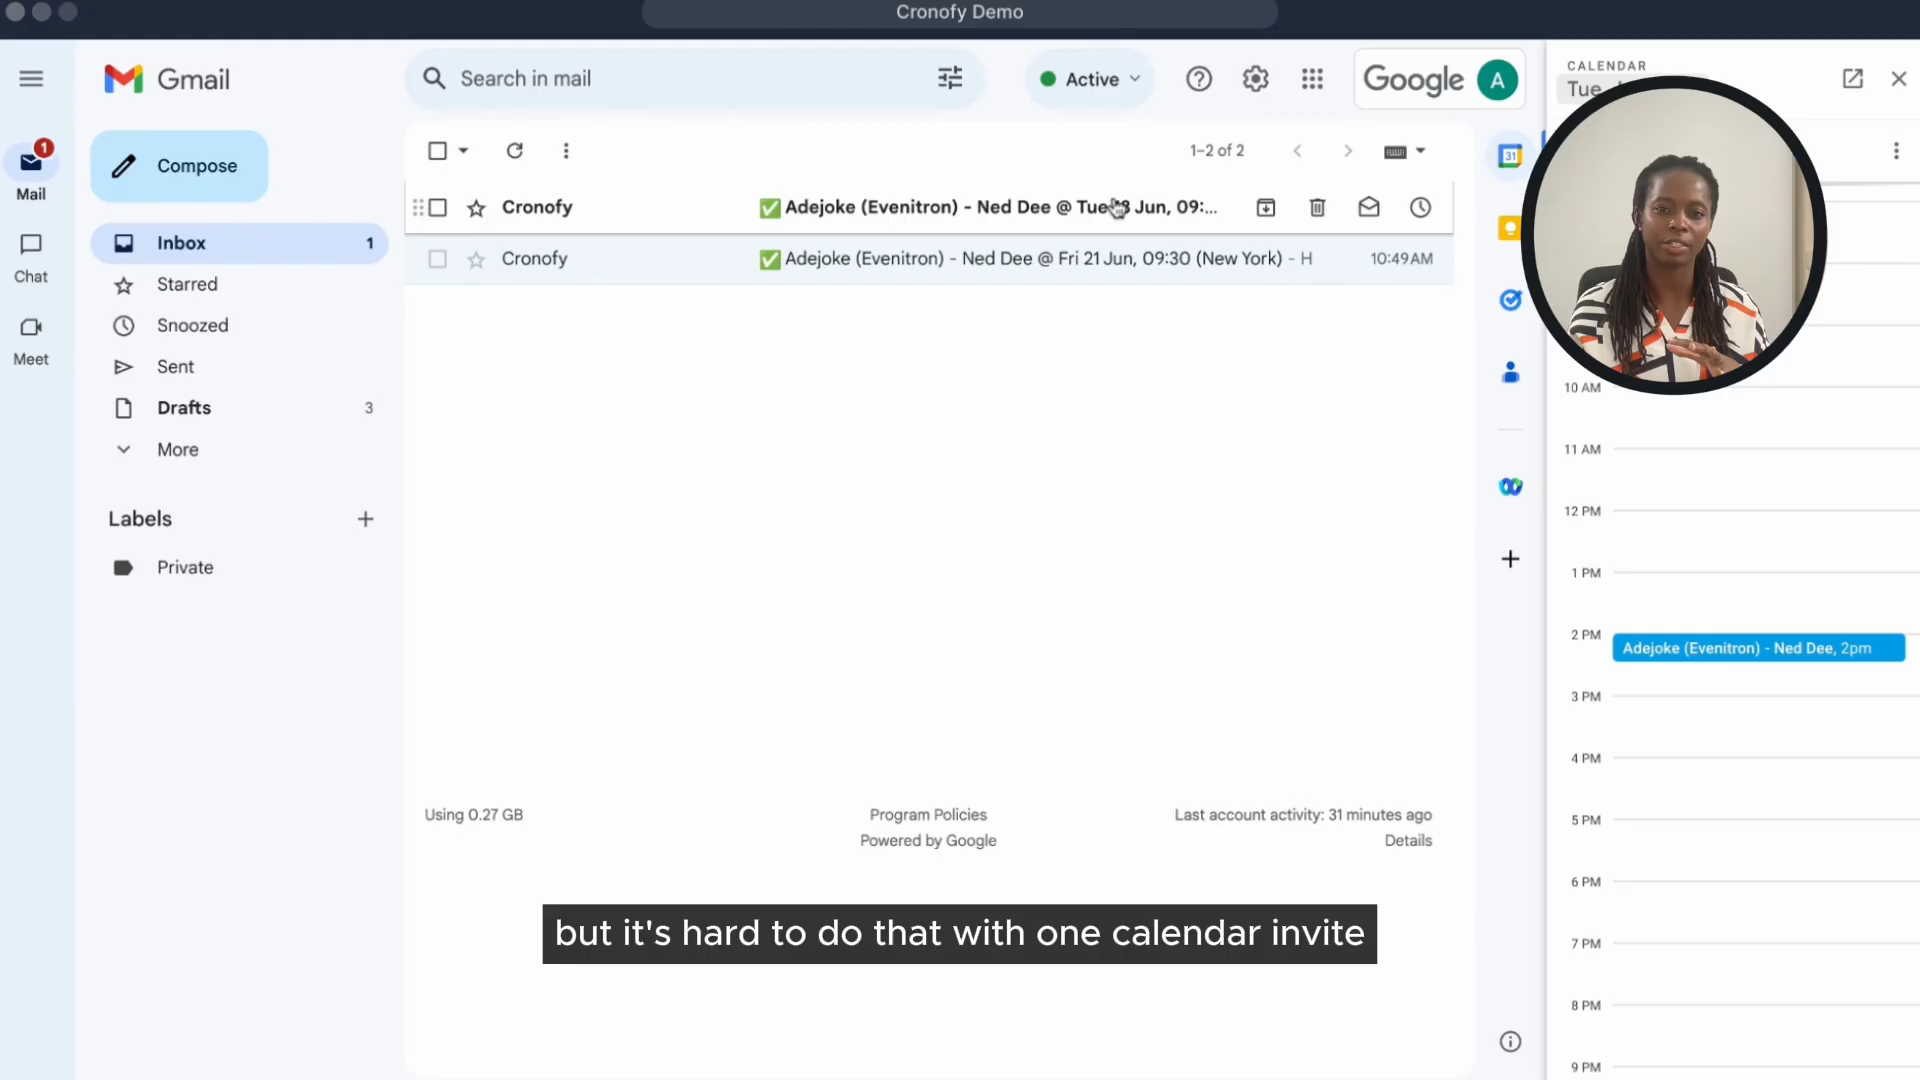 Cronofy Demo
Gmail
Search in mail
Active
Google
A
CALENDAR
Tue
1
Mail
Compose
1–2 of 2
31
Cronofy
✅ Adejoke (Evenitron) - Ned Dee @ Tue 18 Jun, 09:...
Inbox 1
Chat
Cronofy
✅ Adejoke (Evenitron) - Ned Dee @ Fri 21 Jun, 09:30 (New York) - H
10:49 AM
Starred
Snoozed
Meet
Sent
Drafts 3
More
Labels
Private
10 AM
11 AM
12 PM
1 PM
2 PM
Adejoke (Evenitron) - Ned Dee, 2pm
3 PM
4 PM
5 PM
6 PM
7 PM
8 PM
9 PM
Using 0.27 GB
Program Policies
Powered by Google
Last account activity: 31 minutes ago
Details
but it's hard to do that with one calendar invite